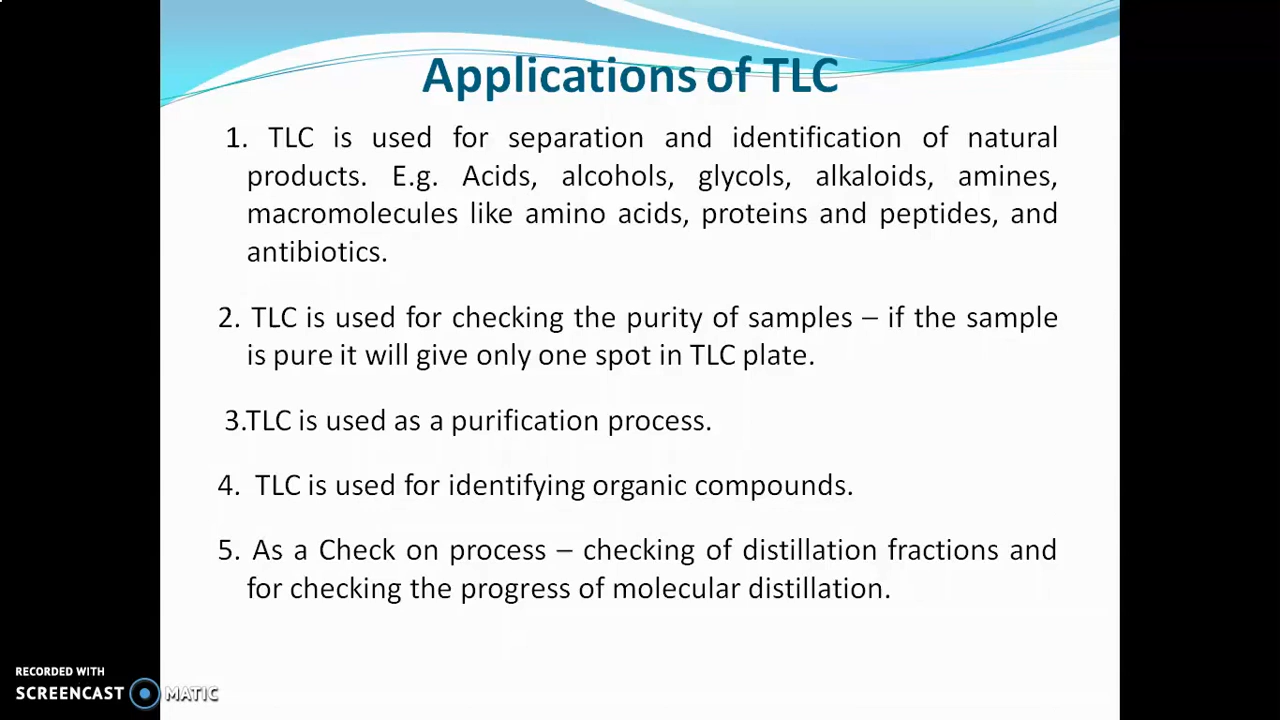 Applications of TLC
1. TLC is used for separation and identification of natural
products. E.g. Acids, alcohols, glycols, alkaloids, amines,
macromolecules like amino acids, proteins and peptides, and
antibiotics.
2. TLC is used for checking the purity of samples – if the sample
is pure it will give only one spot in TLC plate.
3.TLC is used as a purification process.
4. TLC is used for identifying organic compounds.
5. As a Check on process – checking of distillation fractions and
for checking the progress of molecular distillation.
RECORDED WITH
SCREENCAST MATIC